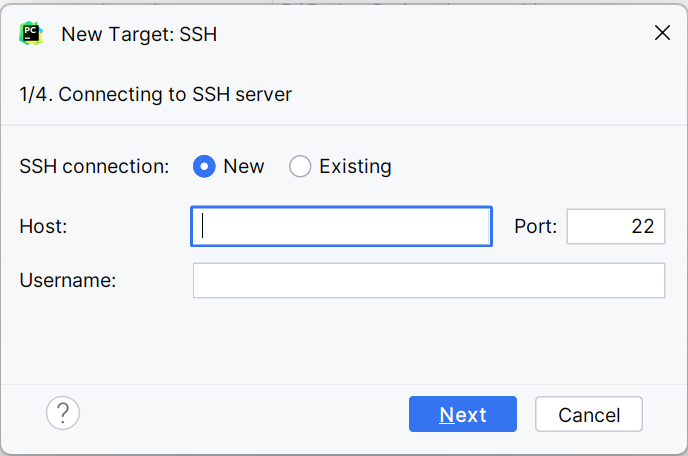 PC
New Target: SSH
1/4. Connecting to SSH server
SSH connection: New Existing
Host: Port: 22
Username:
? Next Cancel